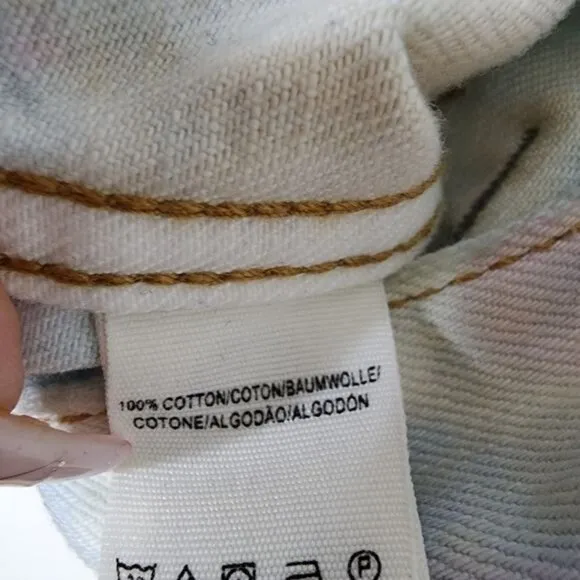 100% COTTON/COTON/BAUMWOLLE/
COTONE/ALGODÃO/ALGODÓN
P